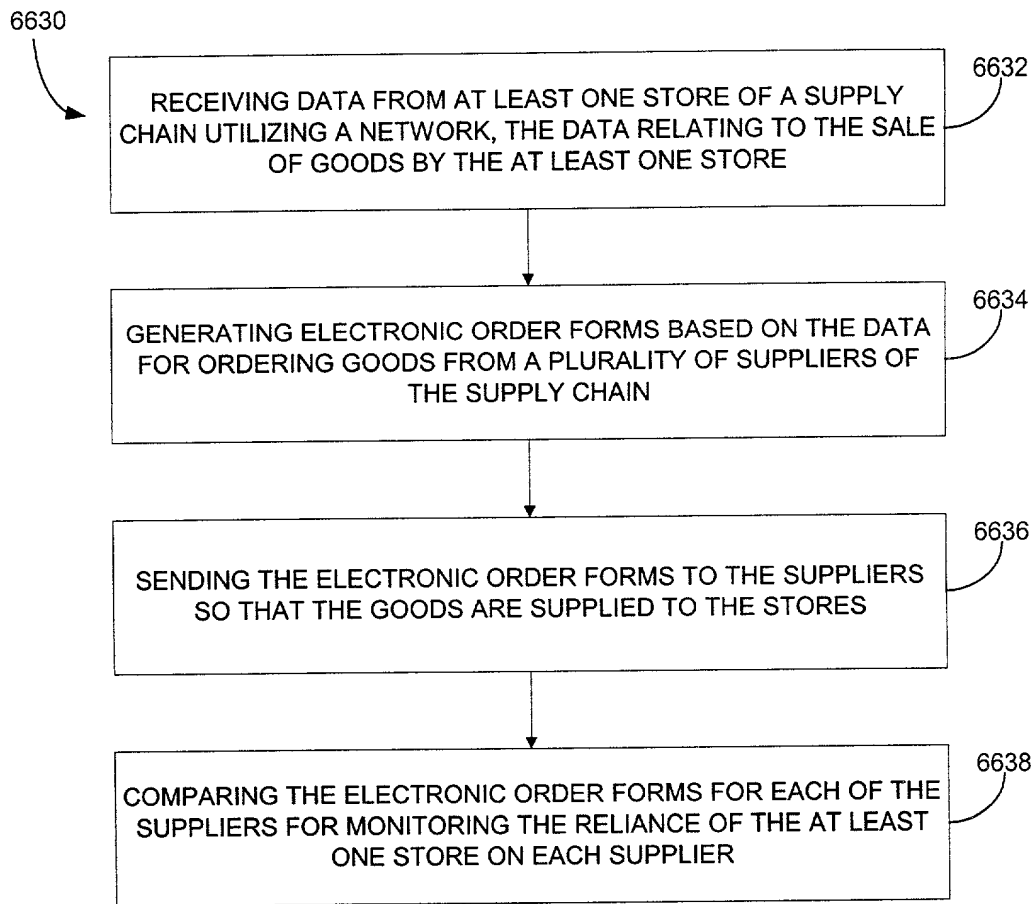 6630
6632
RECEIVING DATA FROM AT LEAST ONE STORE OF A SUPPLY
CHAIN UTILIZING A NETWORK, THE DATA RELATING TO THE SALE
OF GOODS BY THE AT LEAST ONE STORE
6634
GENERATING ELECTRONIC ORDER FORMS BASED ON THE DATA
FOR ORDERING GOODS FROM A PLURALITY OF SUPPLIERS OF
THE SUPPLY CHAIN
6636
SENDING THE ELECTRONIC ORDER FORMS TO THE SUPPLIERS
SO THAT THE GOODS ARE SUPPLIED TO THE STORES
6638
COMPARING THE ELECTRONIC ORDER FORMS FOR EACH OF THE
SUPPLIERS FOR MONITORING THE RELIANCE OF THE AT LEAST
ONE STORE ON EACH SUPPLIER